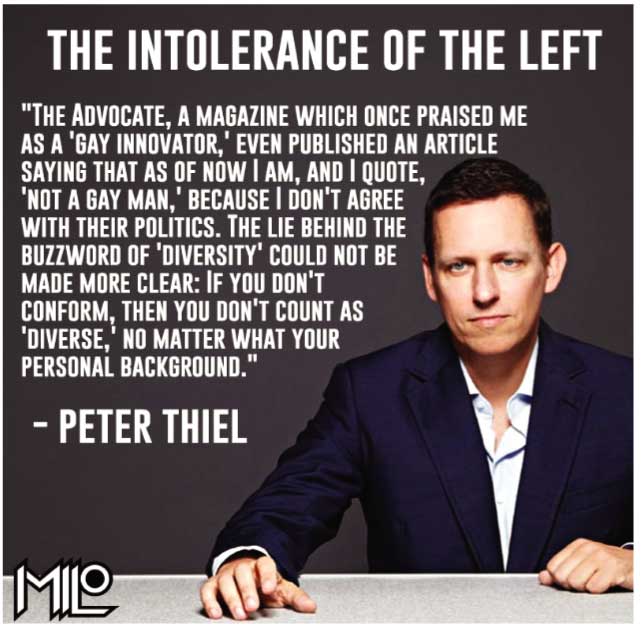 THE INTOLERANCE OF THE LEFT
"THE ADVOCATE, A MAGAZINE WHICH ONCE PRAISED ME
AS A 'GAY INNOVATOR,' EVEN PUBLISHED AN ARTICLE
SAYING THAT AS OF NOW I AM, AND I QUOTE,
'NOT A GAY MAN,' BECAUSE I DON'T AGREE
WITH THEIR POLITICS. THE LIE BEHIND THE
BUZZWORD OF 'DIVERSITY' COULD NOT BE
MADE MORE CLEAR: IF YOU DON'T
CONFORM, THEN YOU DON'T COUNT AS
'DIVERSE,' NO MATTER WHAT YOUR
PERSONAL BACKGROUND."
- PETER THIEL
MILO